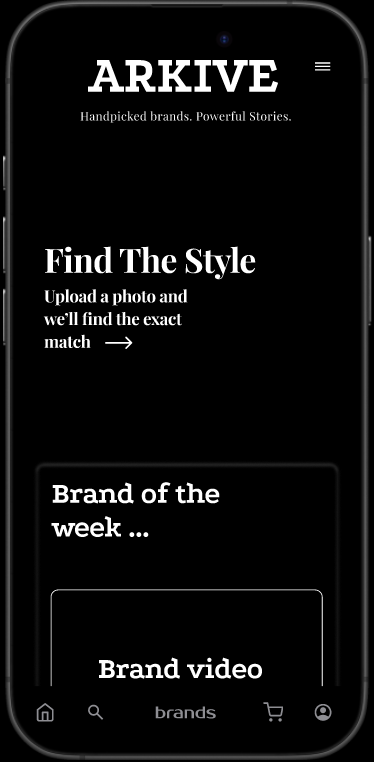 ARKIVE
Handpicked brands. Powerful Stories.
Find The Style
Upload a photo and
we’ll find the exact
match
Brand of the
week ...
Brand video
brands